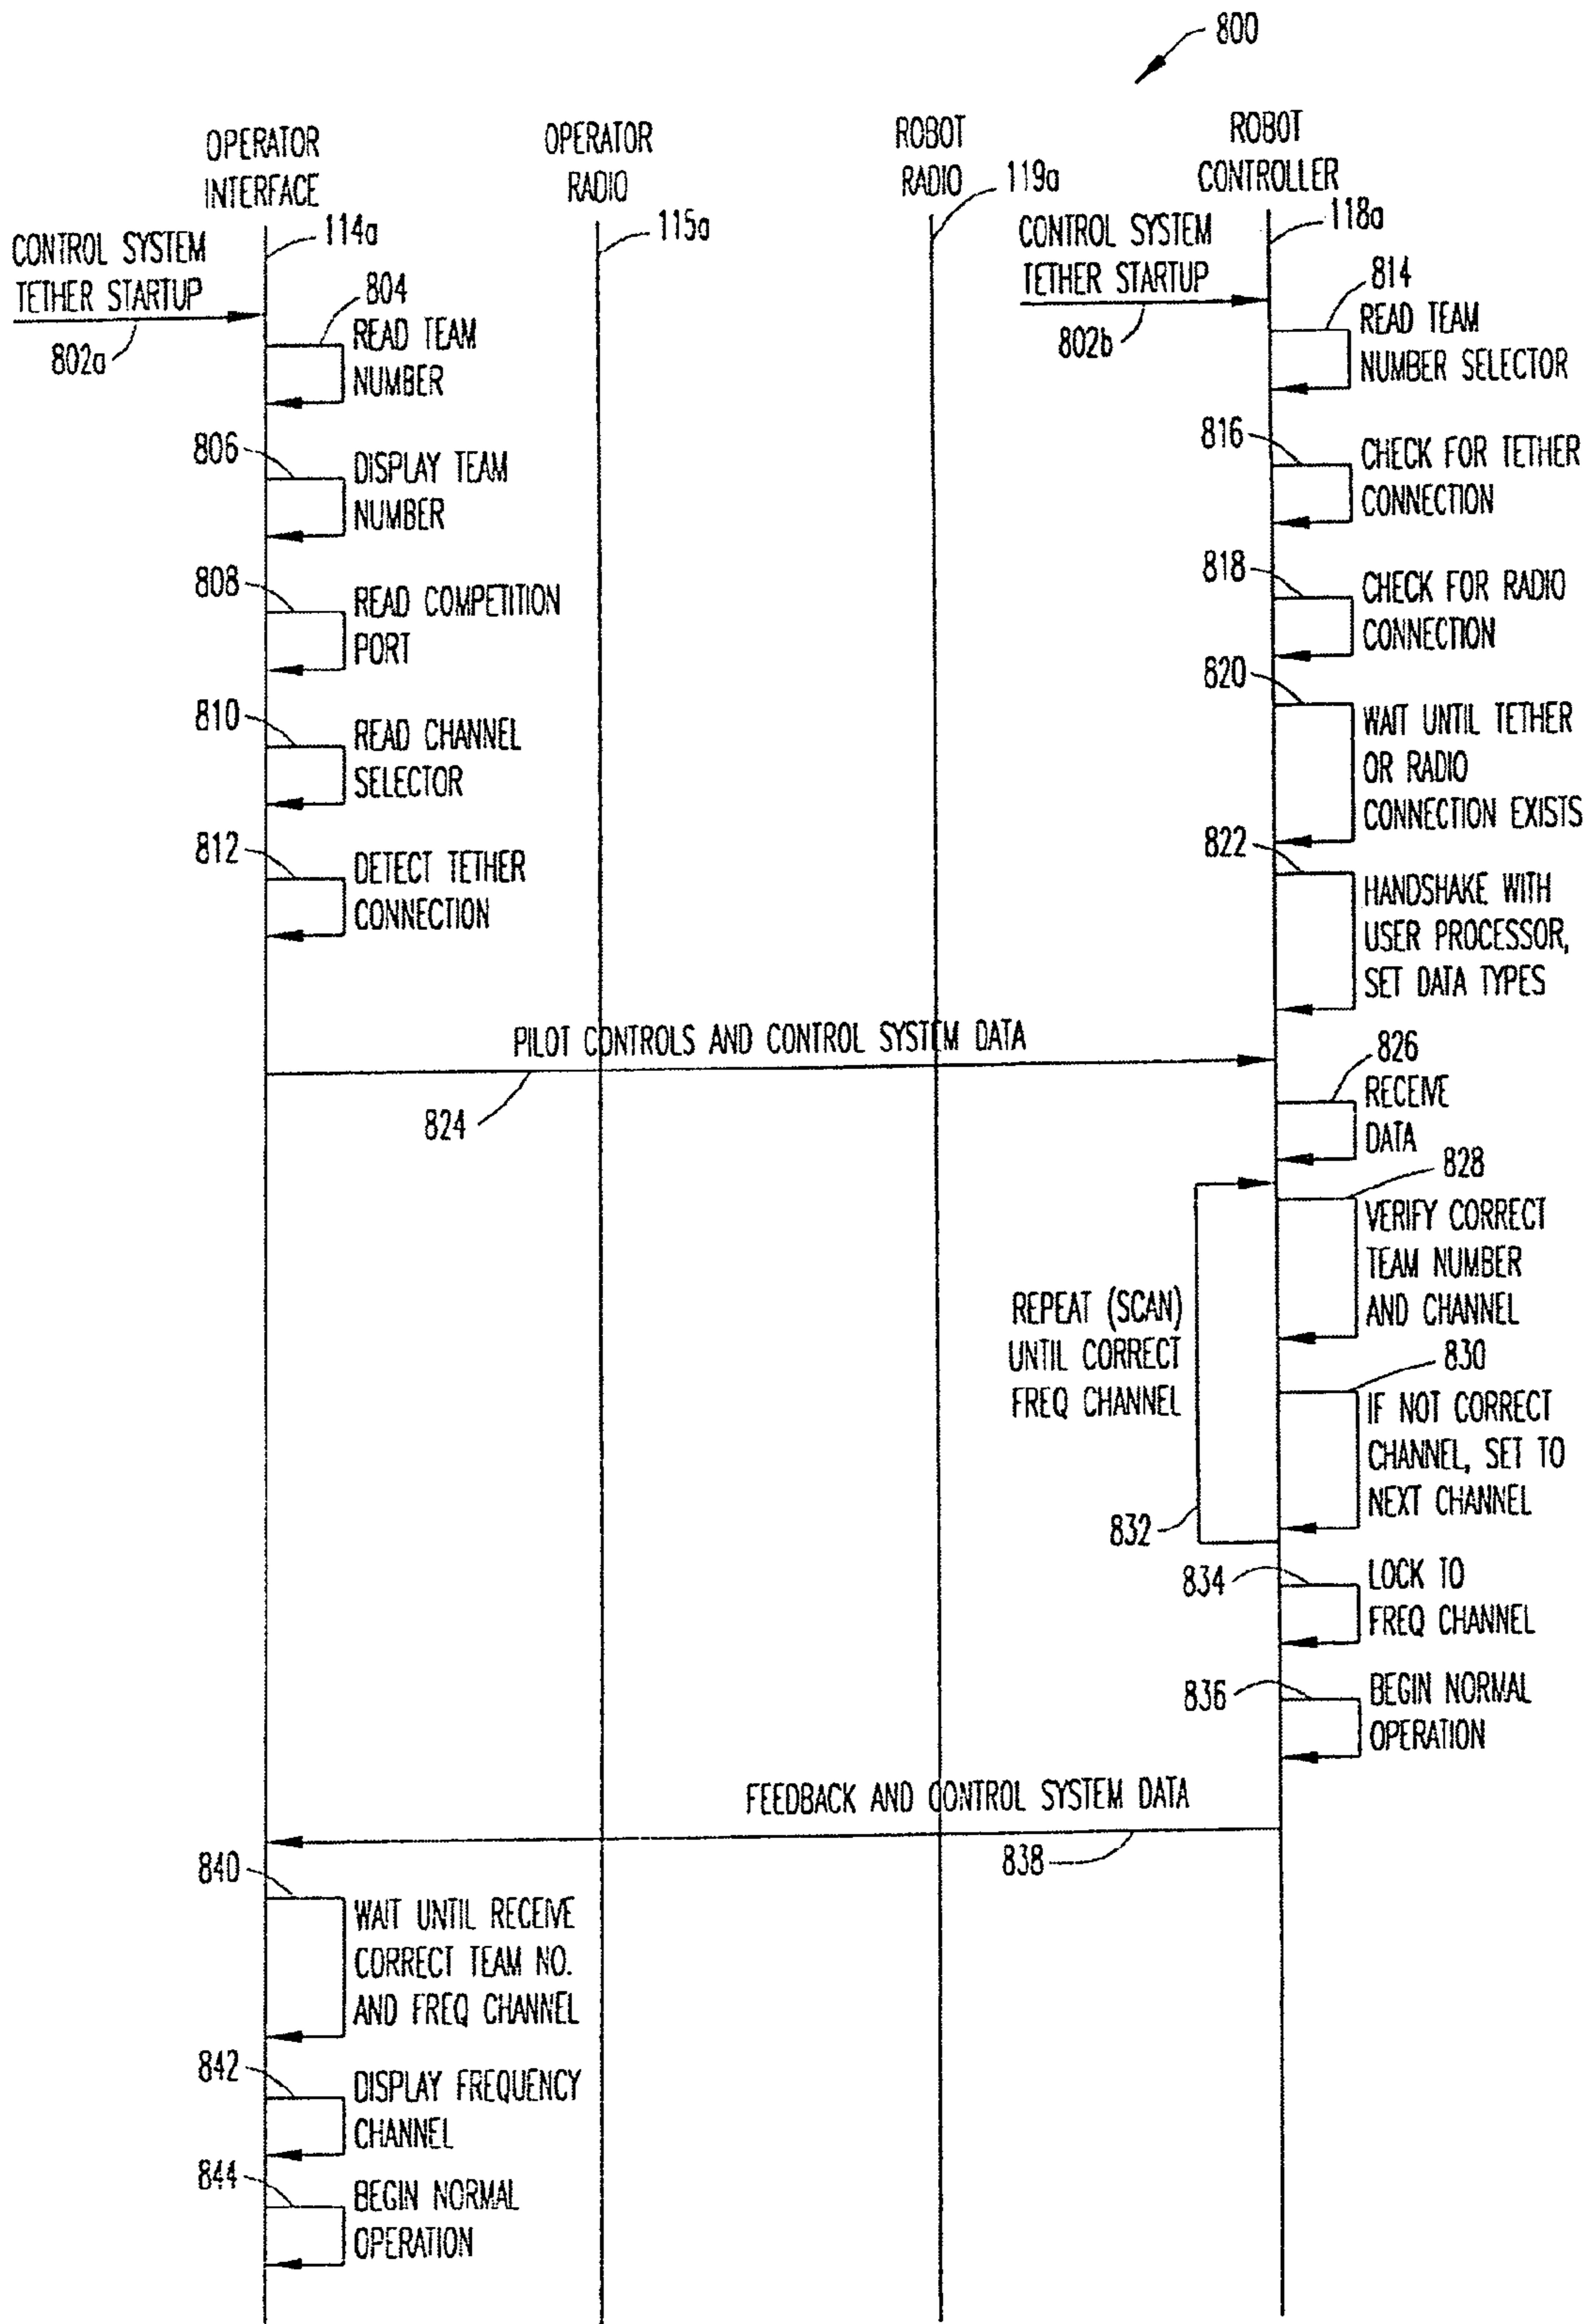 800
OPERATOR
INTERFACE
OPERATOR
RADIO
ROBOT
RADIO
ROBOT
CONTROLLER
114a
115a
119a
118a
CONTROL SYSTEM
TETHER STARTUP
802a
CONTROL SYSTEM
TETHER STARTUP
802b
804
READ TEAM
NUMBER
806
DISPLAY TEAM
NUMBER
808
READ COMPETITION
PORT
810
READ CHANNEL
SELECTOR
812
DETECT TETHER
CONNECTION
814
READ TEAM
NUMBER SELECTOR
816
CHECK FOR TETHER
CONNECTION
818
CHECK FOR RADIO
CONNECTION
820
WAIT UNTIL TETHER
OR RADIO
CONNECTION EXISTS
822
HANDSHAKE WITH
USER PROCESSOR,
SET DATA TYPES
PILOT CONTROLS AND CONTROL SYSTEM DATA
824
826
RECEIVE
DATA
828
VERIFY CORRECT
TEAM NUMBER
AND CHANNEL
REPEAT (SCAN)
UNTIL CORRECT
FREQ CHANNEL
830
IF NOT CORRECT
CHANNEL, SET TO
NEXT CHANNEL
832
834
LOCK TO
FREQ CHANNEL
836
BEGIN NORMAL
OPERATION
FEEDBACK AND CONTROL SYSTEM DATA
838
840
WAIT UNTIL RECEIVE
CORRECT TEAM NO.
AND FREQ CHANNEL
842
DISPLAY FREQUENCY
CHANNEL
844
BEGIN NORMAL
OPERATION